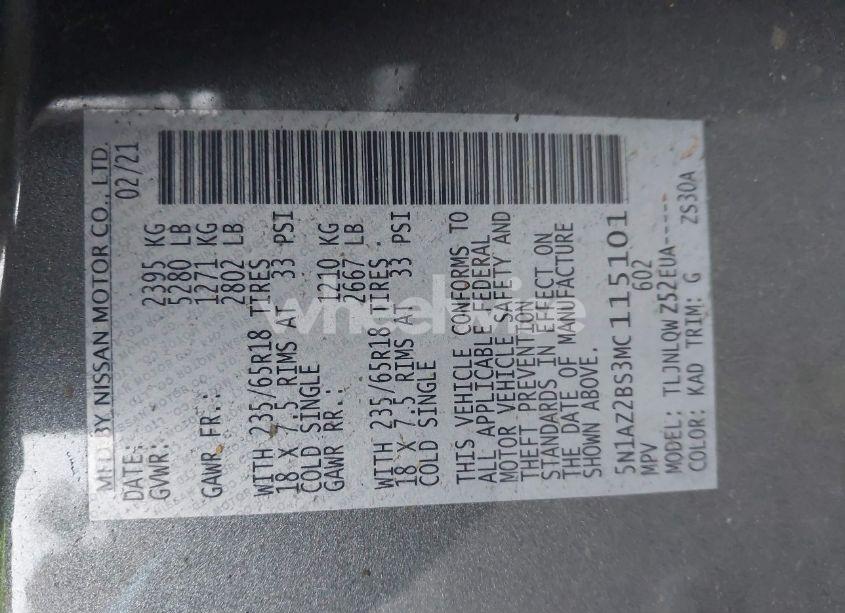 MFD BY NISSAN MOTOR CO., LTD.
DATE: 02/21
GVWR: 2395 KG
5280 LB
GAWR FR.: 1271 KG
2802 LB
WITH 235/65R18 TIRES
18 X 7.5 RIMS AT 33 PSI
COLD SINGLE
GAWR RR.: 1210 KG
2667 LB
WITH 235/65R18 TIRES
18 X 7.5 RIMS AT 33 PSI
COLD SINGLE
THIS VEHICLE CONFORMS TO
ALL APPLICABLE FEDERAL
MOTOR VEHICLE SAFETY AND
THEFT PREVENTION
STANDARDS IN EFFECT ON
THE DATE OF MANUFACTURE
SHOWN ABOVE.
5N1AZ2BS3MC115101
MPV 602
MODEL: TLJNLQWZ52EUA-----
COLOR: KAD TRIM: G ZS30A
wheelwire